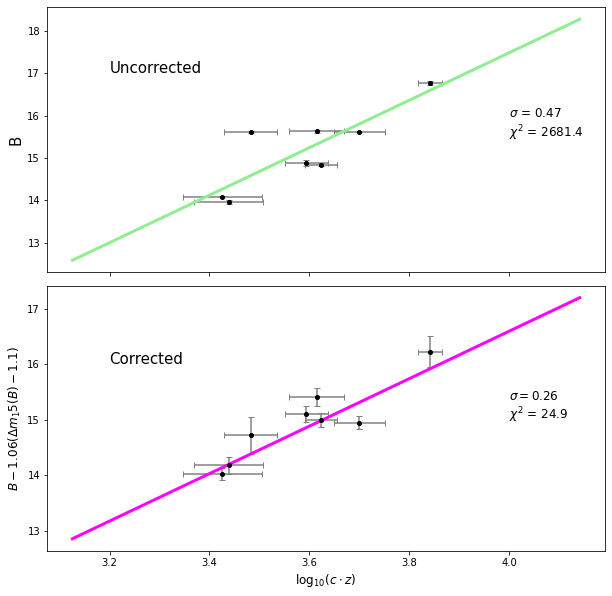 18
17
16
15
14
13
B
Uncorrected
σ = 0.47
χ² = 2681.4
17
16
15
14
13
B − 1.06(Δm₁5(B) − 1.1)
Corrected
σ = 0.26
χ² = 24.9
3.2 3.4 3.6 3.8 4.0
log₁₀(c · z)